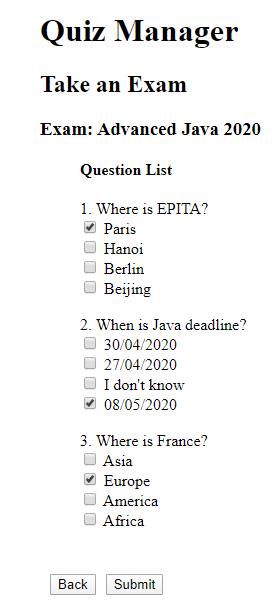 Quiz Manager
Take an Exam
Exam: Advanced Java 2020
Question List
1. Where is EPITA?
Paris
Hanoi
Berlin
Beijing
2. When is Java deadline?
30/04/2020
27/04/2020
I don't know
08/05/2020
3. Where is France?
Asia
Europe
America
Africa
Back Submit